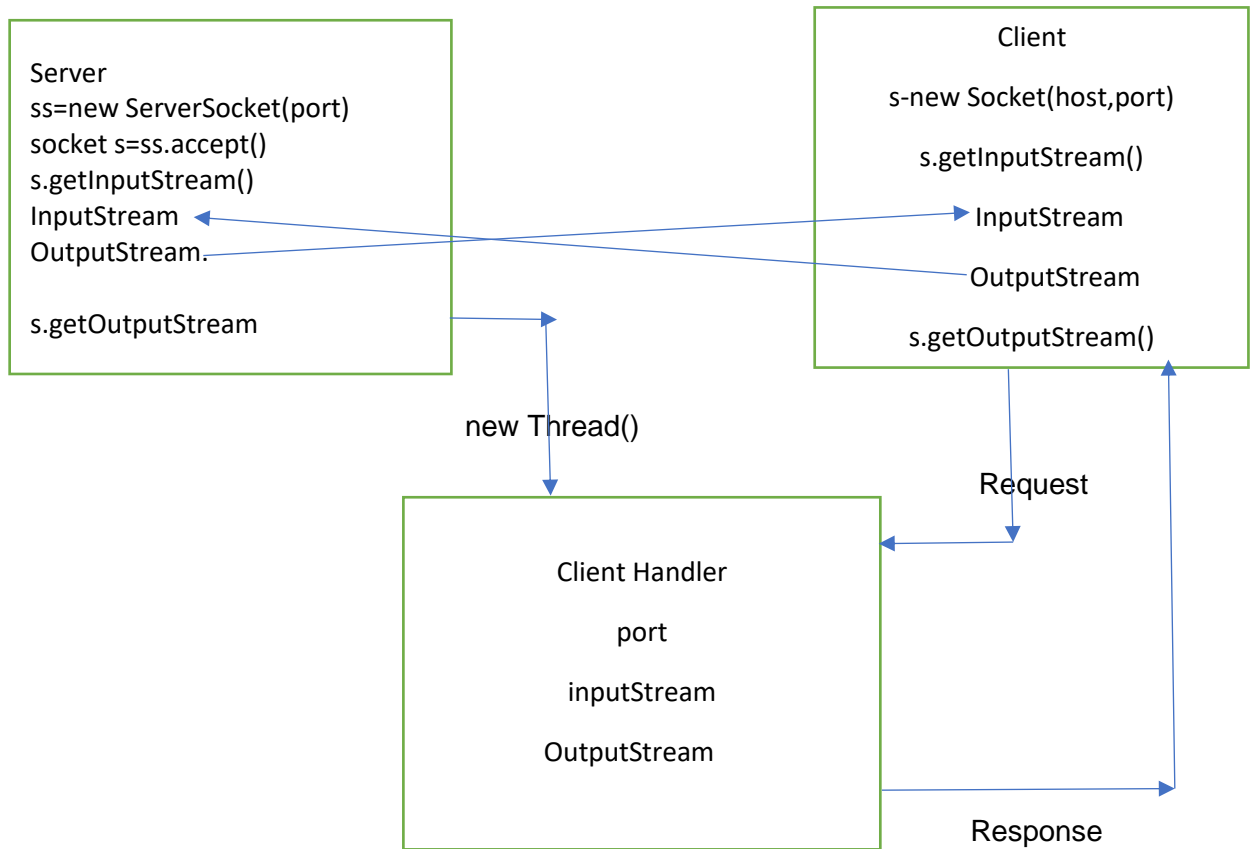 Server
ss=new ServerSocket(port)
socket s=ss.accept()
s.getInputStream()
InputStream
OutputStream.
s.getOutputStream
Client
s-new Socket(host,port)
s.getInputStream()
InputStream
OutputStream
s.getOutputStream()
new Thread()
Request
Client Handler
port
inputStream
OutputStream
Response